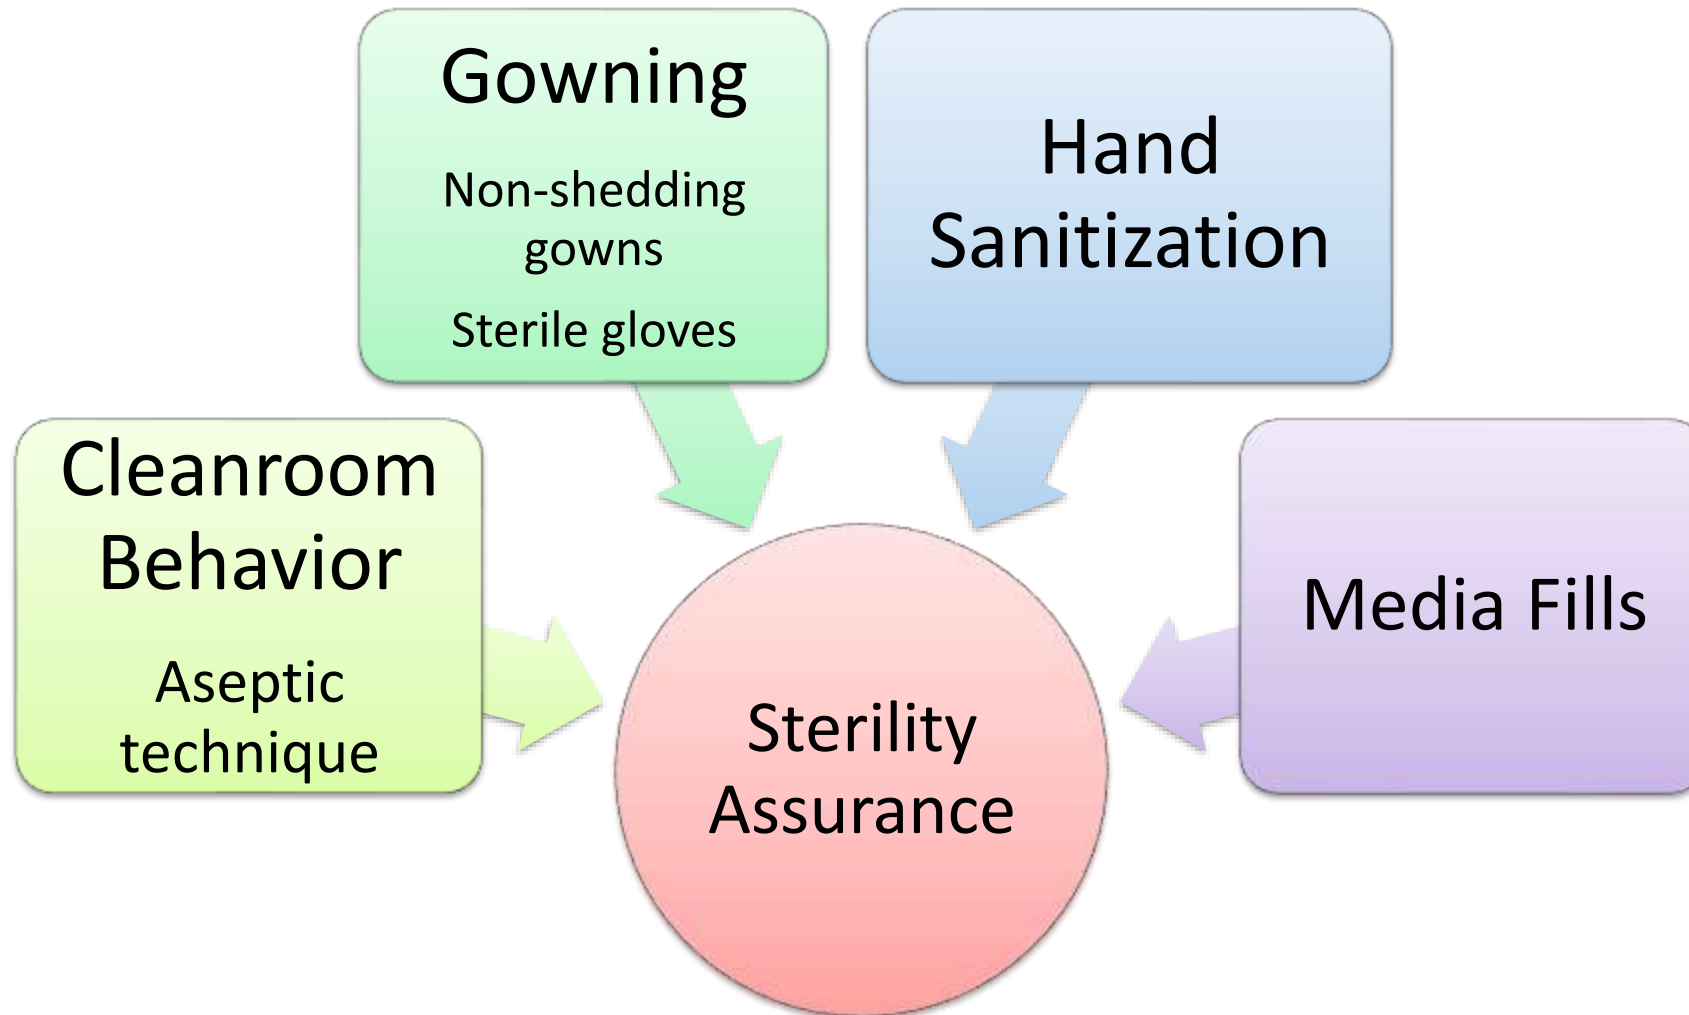 Gowning
Non-shedding
gowns
Sterile gloves
Hand
Sanitization
Cleanroom
Behavior
Aseptic
technique
Media Fills
Sterility
Assurance